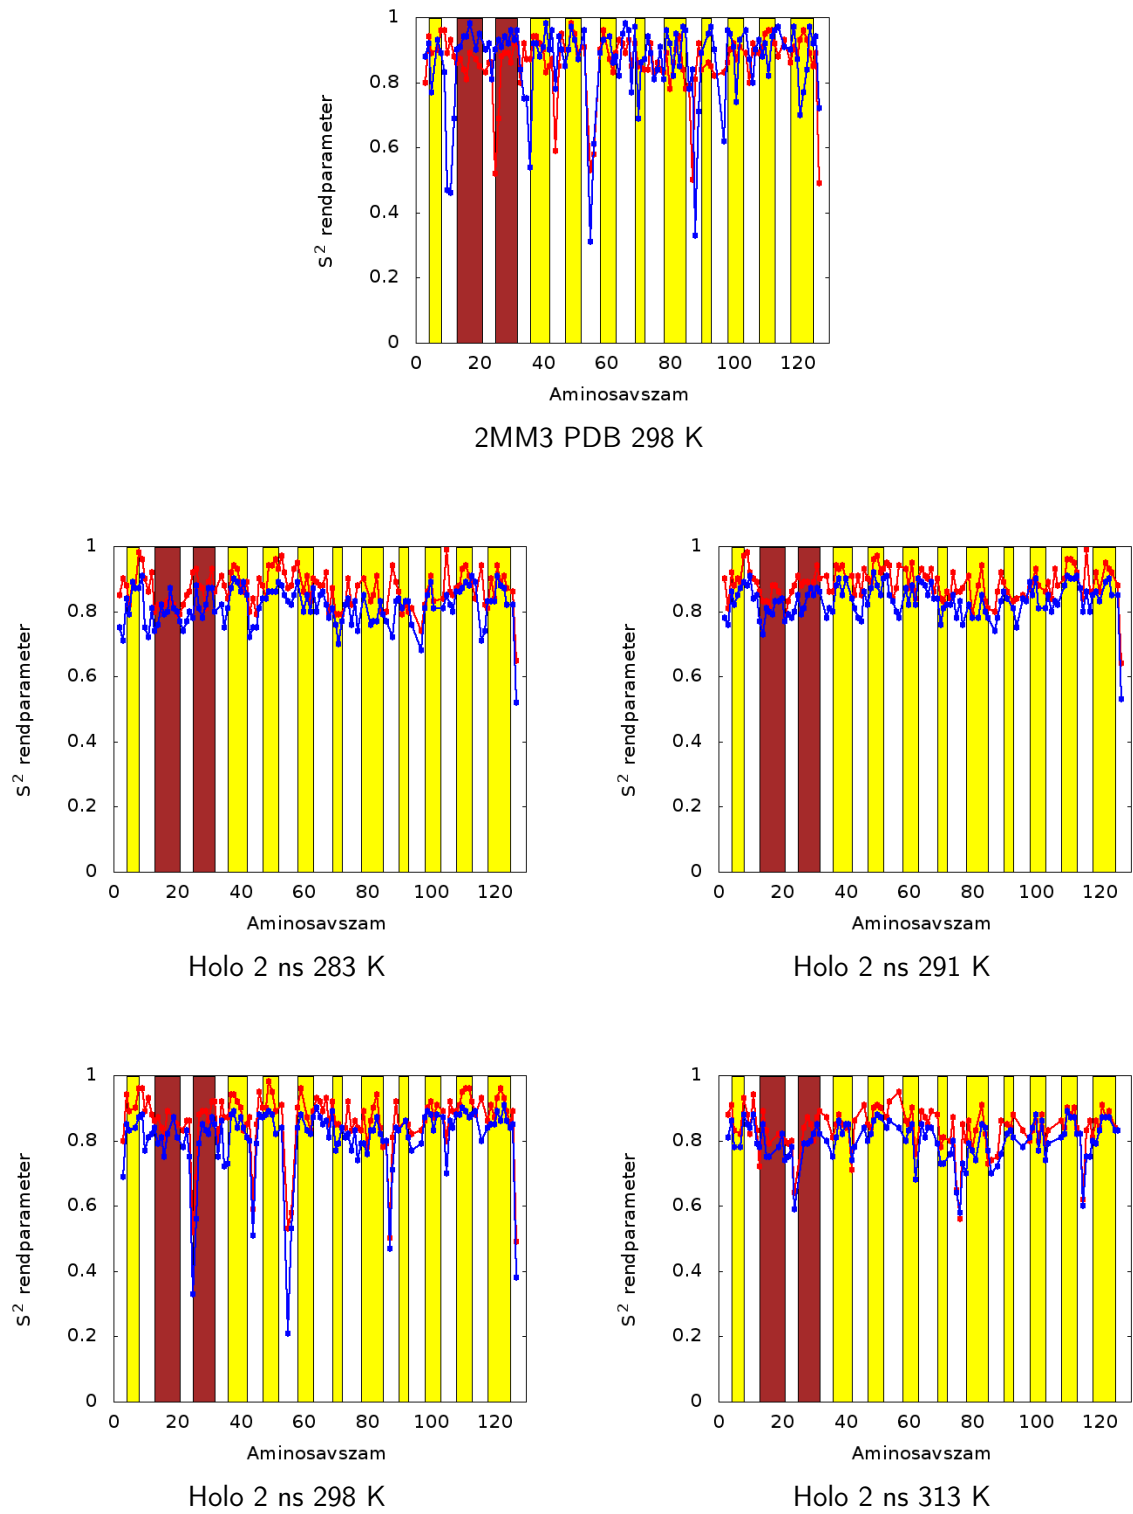 1
0.8
0.6
0.4
0.2
0
S² rendparameter
0 20 40 60 80 100 120
Aminosavszam
2MM3 PDB 298 K
1
0.8
0.6
0.4
0.2
0
S² rendparameter
0 20 40 60 80 100 120
Aminosavszam
Holo 2 ns 283 K
1
0.8
0.6
0.4
0.2
0
S² rendparameter
0 20 40 60 80 100 120
Aminosavszam
Holo 2 ns 291 K
1
0.8
0.6
0.4
0.2
0
S² rendparameter
0 20 40 60 80 100 120
Aminosavszam
Holo 2 ns 298 K
1
0.8
0.6
0.4
0.2
0
S² rendparameter
0 20 40 60 80 100 120
Aminosavszam
Holo 2 ns 313 K